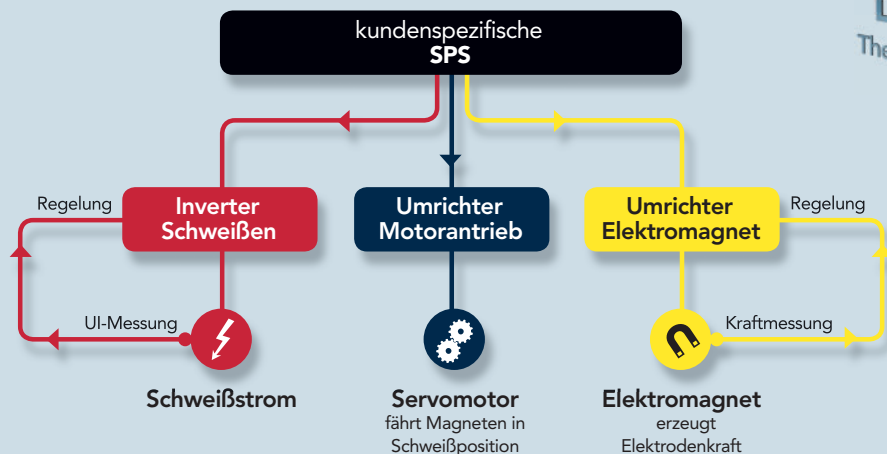 kundenspezifische
SPS
The
Regelung
Inverter
Schweißen
Umrichter
Motorantrieb
Umrichter
Elektromagnet
Regelung
UI-Messung
Kraftmessung
Schweißstrom
Servomotor
fährt Magneten in
Schweißposition
Elektromagnet
erzeugt
Elektrodenkraft